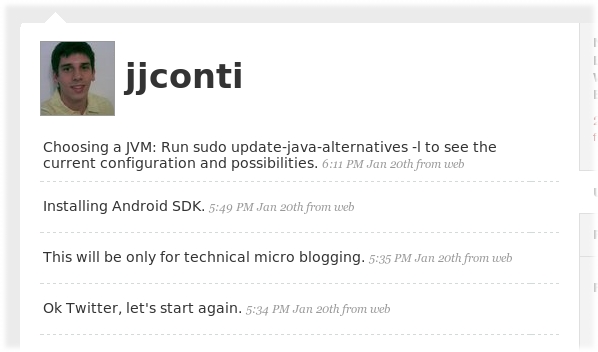 jjconti
Choosing a JVM: Run sudo update-java-alternatives -l to see the
current configuration and possibilities. 6:11 PM Jan 20th from web
Installing Android SDK. 5:49 PM Jan 20th from web
This will be only for technical micro blogging. 5:35 PM Jan 20th from web
Ok Twitter, let's start again. 5:34 PM Jan 20th from web